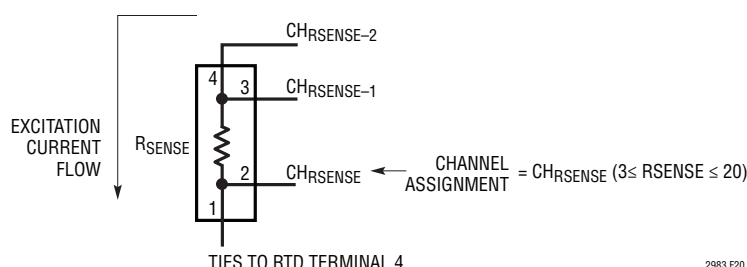 CHRSENSE–2
4
3
CHRSENSE–1
EXCITATION
CURRENT
FLOW
RSENSE
2
CHRSENSE
CHANNEL
ASSIGNMENT
= CHRSENSE (3≤ RSENSE ≤ 20)
1
TIES TO RTD TERMINAL 4
2983 F20